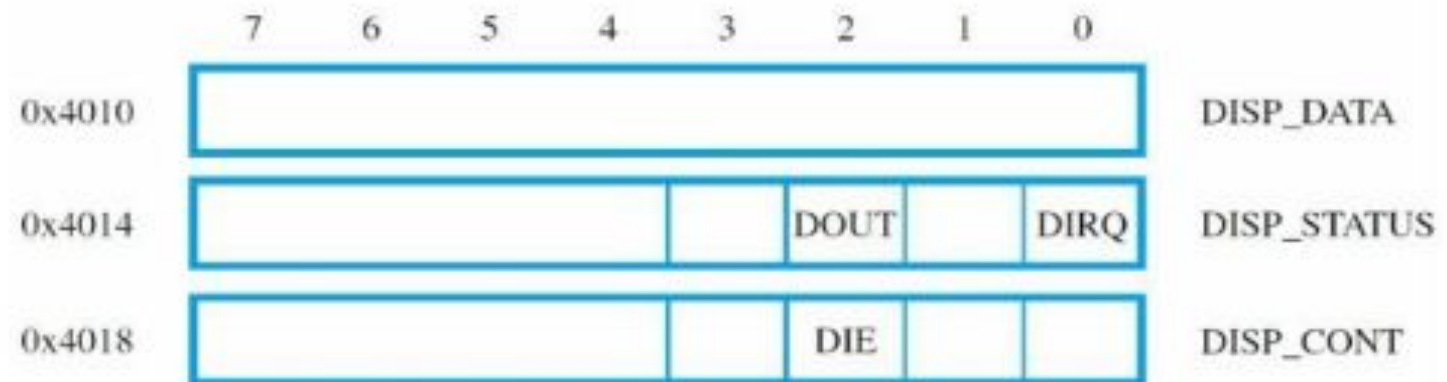 7 6 5 4 3 2 1 0
0x4010 DISP_DATA
0x4014 DOUT DIRQ DISP_STATUS
0x4018 DIE DISP_CONT